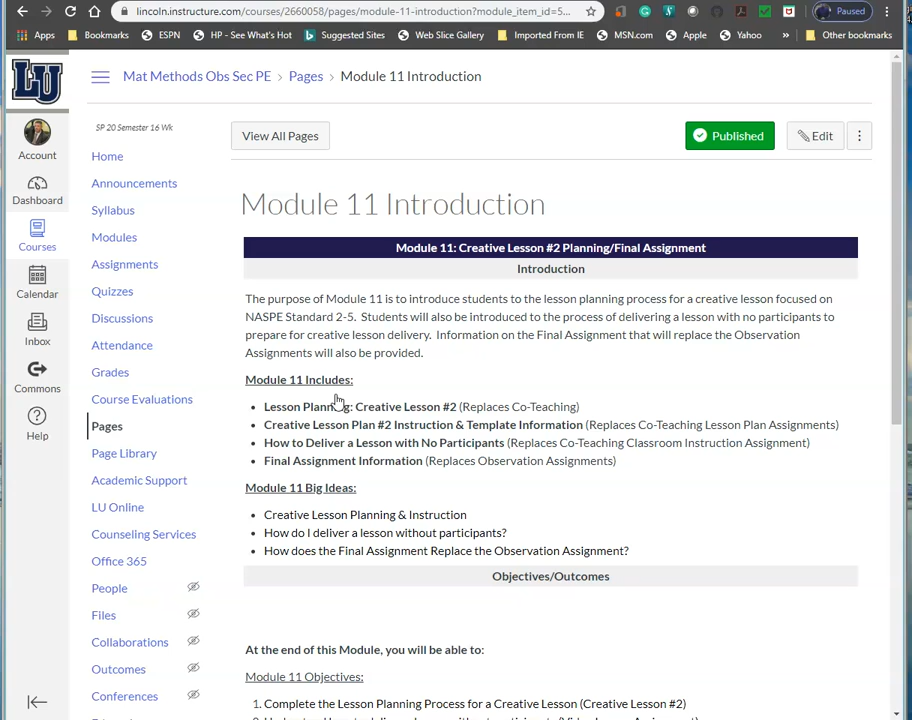 lincoln.instructure.com/courses/2660058/pages/module-11-introduction?module_item_id=5...
Paused
Apps
Bookmarks
ESPN
HP - See What's Hot
Suggested Sites
Web Slice Gallery
Imported From IE
MSN.com
Apple
Yahoo
»
Other bookmarks
LU
Mat Methods Obs Sec PE > Pages > Module 11 Introduction
SP 20 Semester 16 Wk
View All Pages
Published
Edit
Account
Dashboard
Courses
Calendar
Inbox
Commons
Help
Home
Announcements
Syllabus
Modules
Assignments
Quizzes
Discussions
Attendance
Grades
Course Evaluations
Pages
Page Library
Academic Support
LU Online
Counseling Services
Office 365
People
Files
Collaborations
Outcomes
Conferences
Module 11 Introduction
Module 11: Creative Lesson #2 Planning/Final Assignment
Introduction
The purpose of Module 11 is to introduce students to the lesson planning process for a creative lesson focused on
NASPE Standard 2-5. Students will also be introduced to the process of delivering a lesson with no participants to
prepare for creative lesson delivery. Information on the Final Assignment that will replace the Observation
Assignments will also be provided.
Module 11 Includes:
• Lesson Planning: Creative Lesson #2 (Replaces Co-Teaching)
• Creative Lesson Plan #2 Instruction & Template Information (Replaces Co-Teaching Lesson Plan Assignments)
• How to Deliver a Lesson with No Participants (Replaces Co-Teaching Classroom Instruction Assignment)
• Final Assignment Information (Replaces Observation Assignments)
Module 11 Big Ideas:
• Creative Lesson Planning & Instruction
• How do I deliver a lesson without participants?
• How does the Final Assignment Replace the Observation Assignment?
Objectives/Outcomes
At the end of this Module, you will be able to:
Module 11 Objectives:
1. Complete the Lesson Planning Process for a Creative Lesson (Creative Lesson #2)